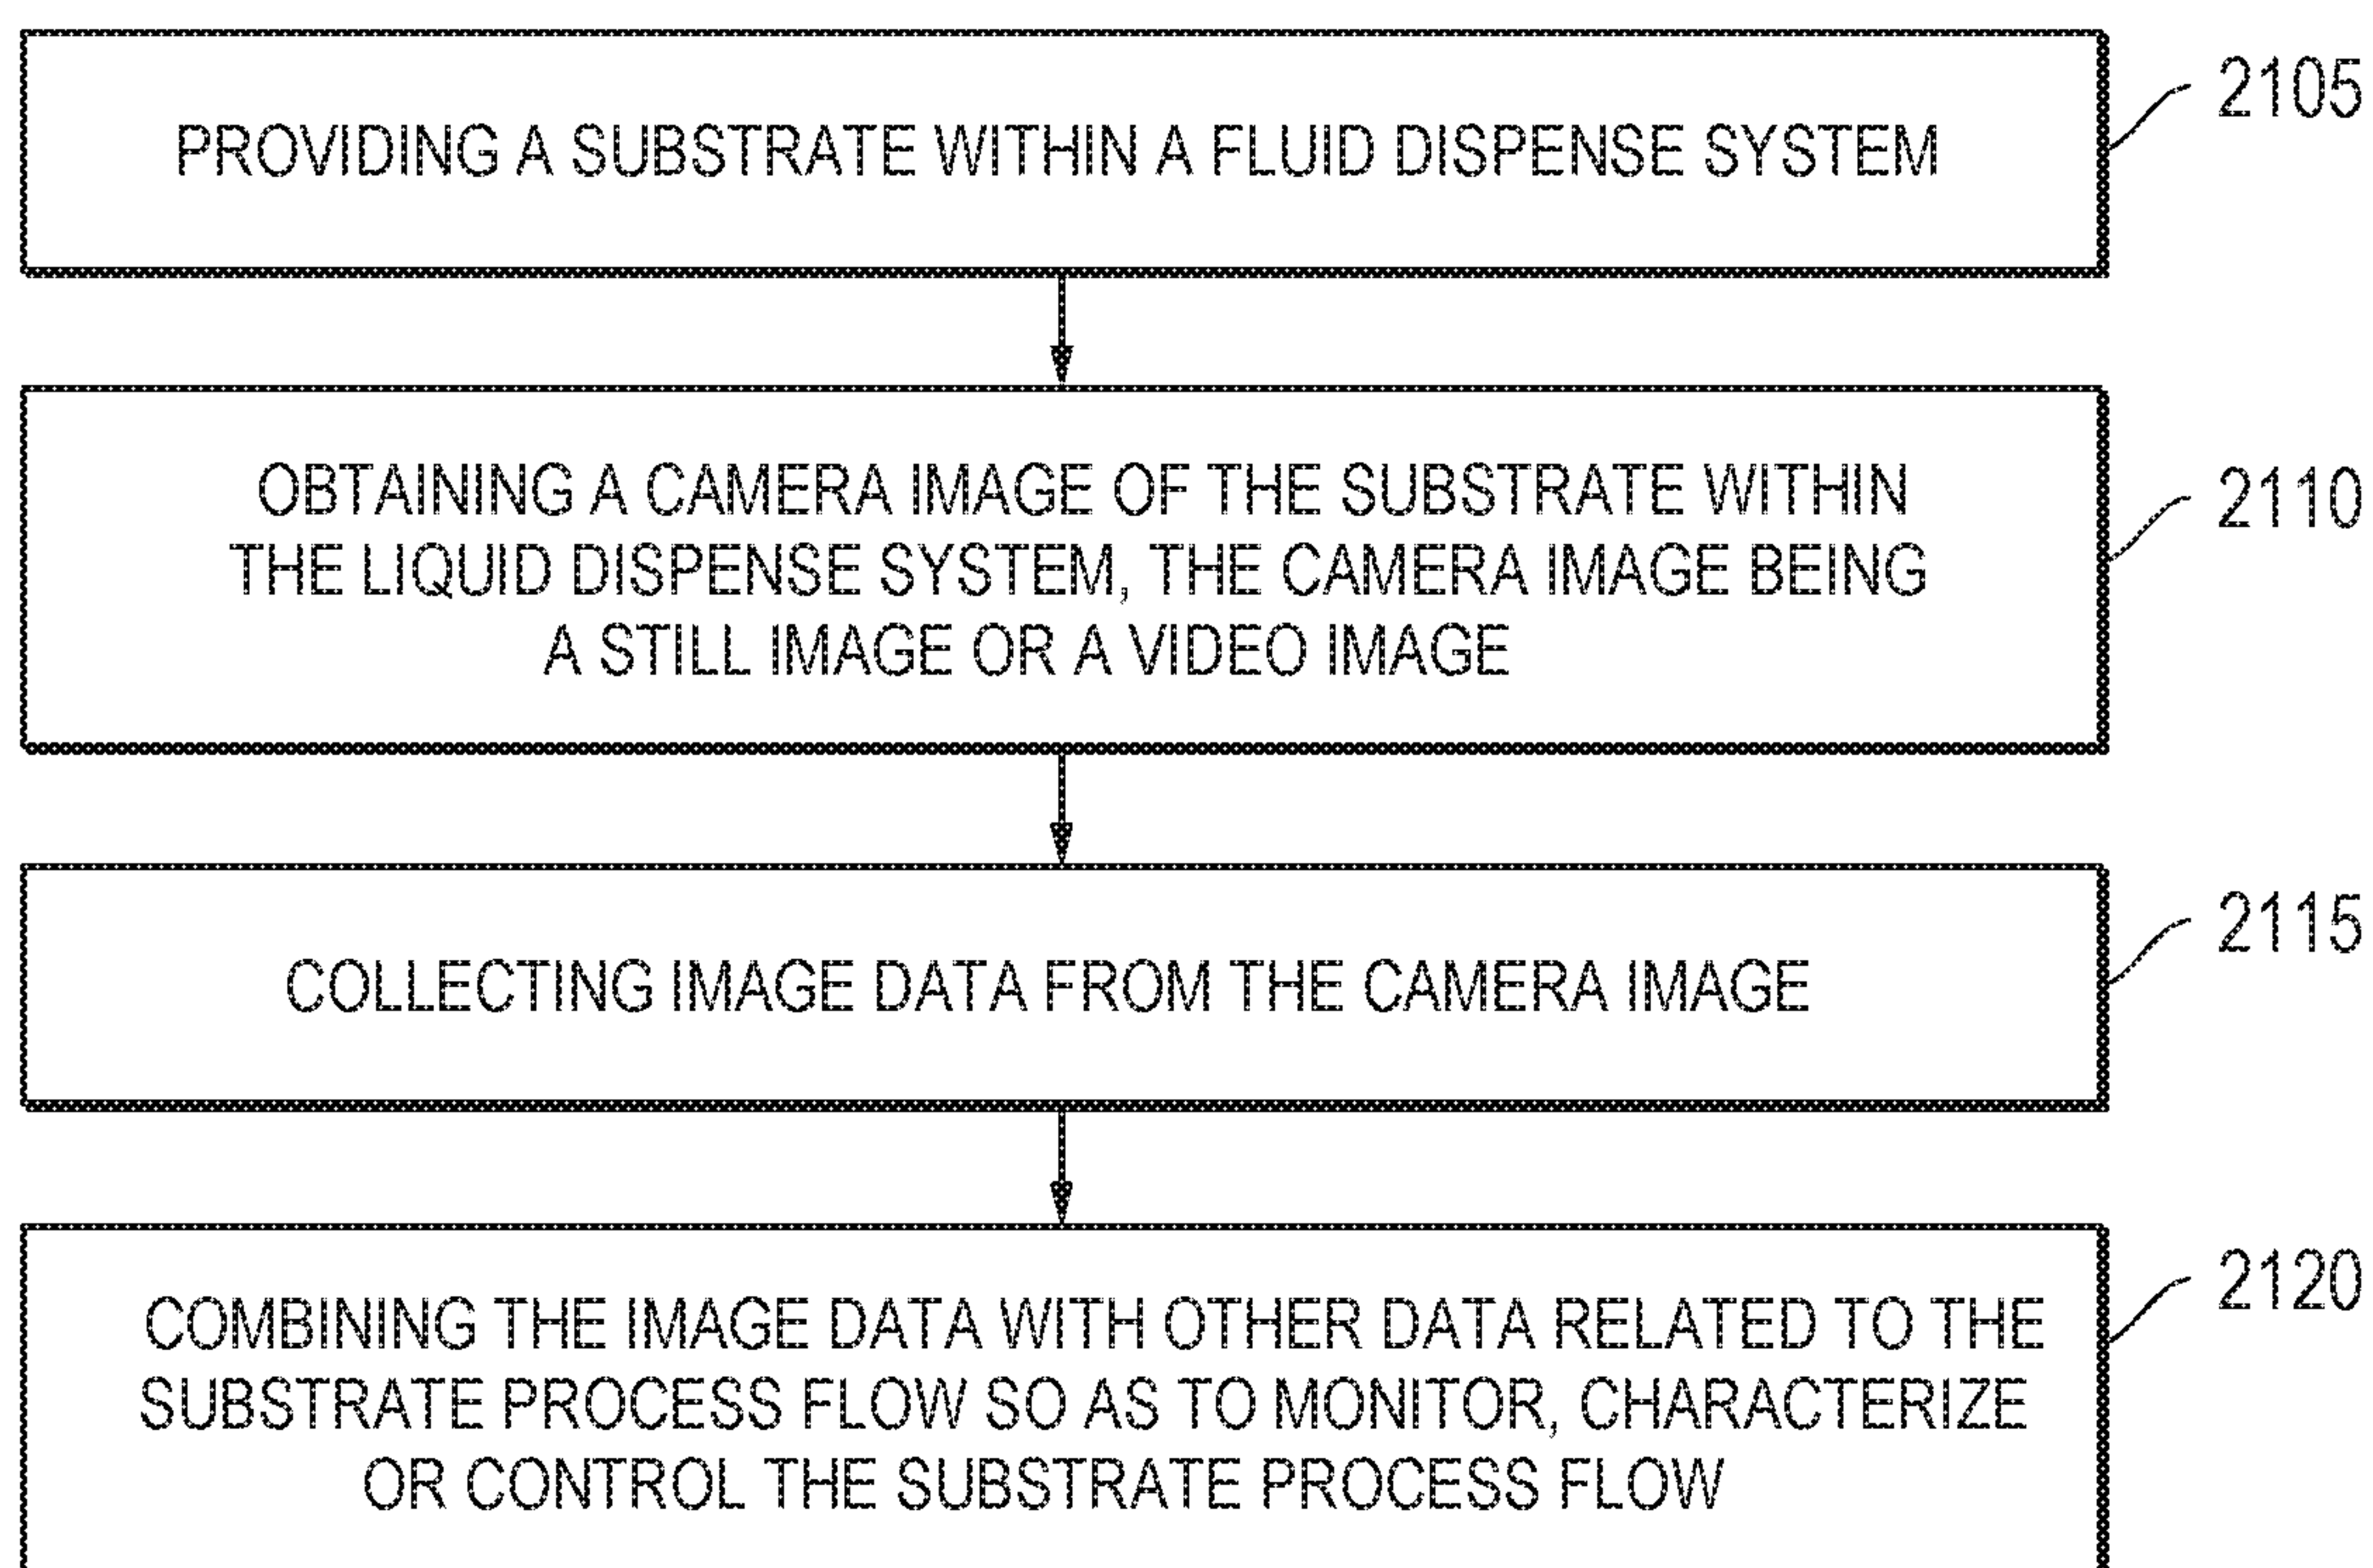 PROVIDING A SUBSTRATE WITHIN A FLUID DISPENSE SYSTEM
2105
OBTAINING A CAMERA IMAGE OF THE SUBSTRATE WITHIN
THE LIQUID DISPENSE SYSTEM, THE CAMERA IMAGE BEING
A STILL IMAGE OR A VIDEO IMAGE
2110
COLLECTING IMAGE DATA FROM THE CAMERA IMAGE
2115
COMBINING THE IMAGE DATA WITH OTHER DATA RELATED TO THE
SUBSTRATE PROCESS FLOW SO AS TO MONITOR, CHARACTERIZE
OR CONTROL THE SUBSTRATE PROCESS FLOW
2120